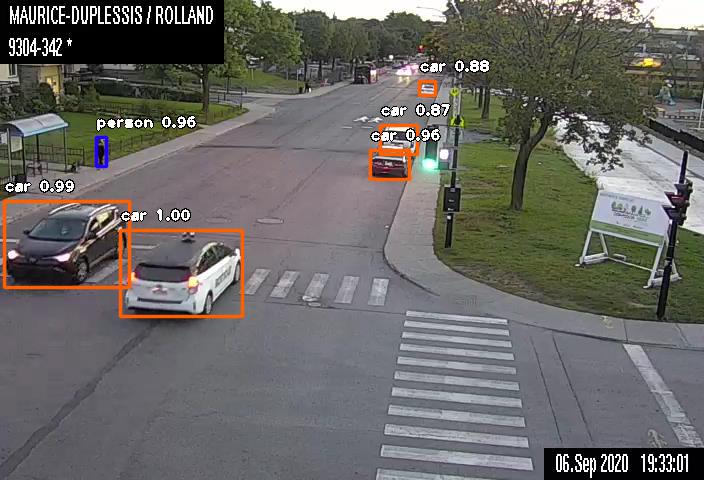 MAURICE-DUPLESSIS / ROLLAND
9304-342 *
car 0.88
car 0.87
car 0.96
person 0.96
car 0.99
car 1.00
06.Sep 2020 19:33:01